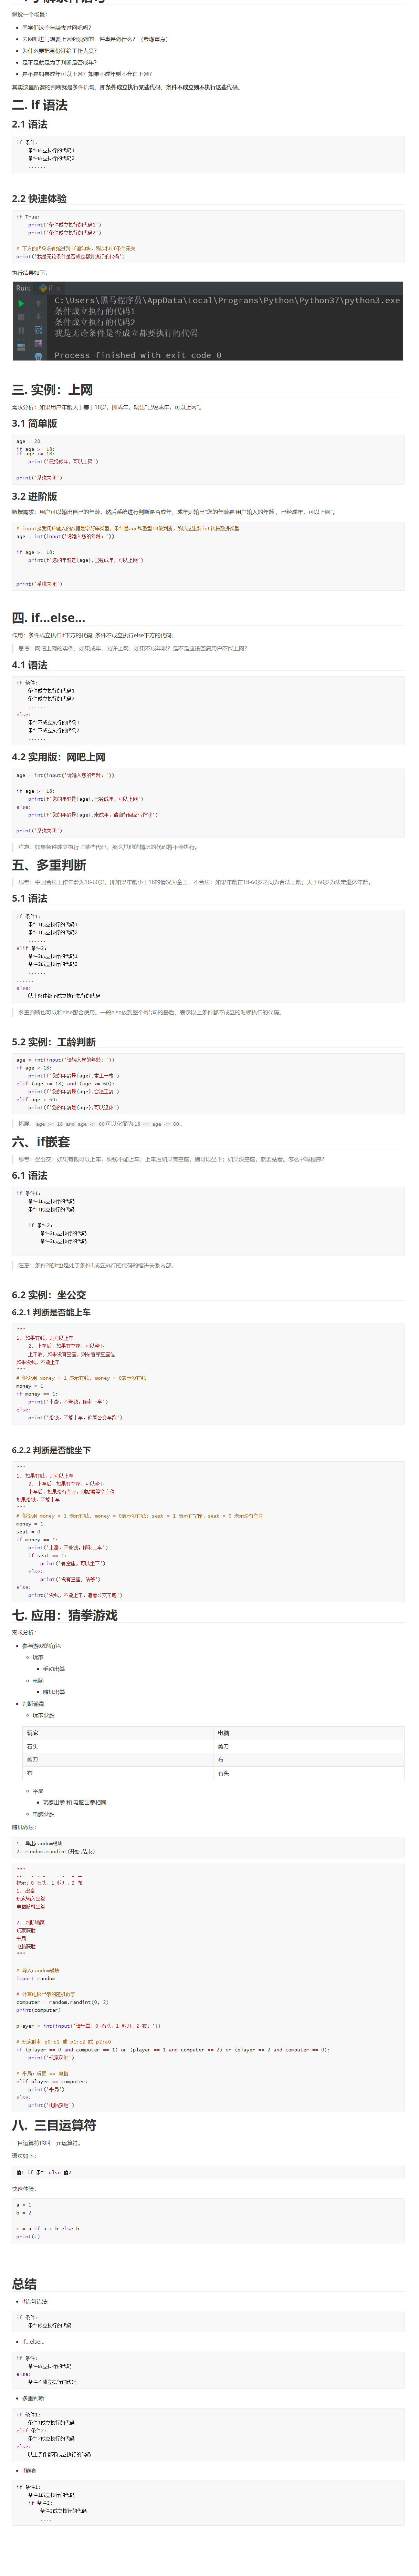 假设一个场景：
同学们这个年龄去过网吧吗？
去网吧进门想要上网必须做的一件事是做什么？（考虑重点）
为什么要把身份证给工作人员？
是不是就是为了判断是否成年？
是不是如果成年可以上网？如果不成年则不允许上网？
其实这里所谓的判断就是条件语句，即条件成立执行某些代码，条件不成立则不执行这些代码。
二. if 语法
2.1 语法
if 条件:
条件成立执行的代码1
条件成立执行的代码2
......
2.2 快速体验
if True:
print('条件成立执行的代码1')
print('条件成立执行的代码2')
# 下方的代码没有缩进到if语句块，所以和if条件无关
print('我是无论条件是否成立都要执行的代码')
执行结果如下：
Run: if ×
C:\Users\黑马程序员\AppData\Local\Programs\Python\Python37\python3.exe
条件成立执行的代码1
条件成立执行的代码2
我是无论条件是否成立都要执行的代码
Process finished with exit code 0
三. 实例：上网
需求分析：如果用户年龄大于等于18岁，即成年，输出"已经成年，可以上网"。
3.1 简单版
age = 20
if age >= 18:
print('已经成年，可以上网')
print('系统关闭')
3.2 进阶版
新增需求：用户可以输出自己的年龄，然后系统进行判断是否成年，成年则输出"您的年龄是'用户输入的年龄'，已经成年，可以上网"。
# input接受用户输入的数据是字符串类型，条件是age和整型18做判断，所以这里要int转换数据类型
age = int(input('请输入您的年龄：'))
if age >= 18:
print(f'您的年龄是{age},已经成年，可以上网')
print('系统关闭')
四. if...else...
作用：条件成立执行if下方的代码; 条件不成立执行else下方的代码。
思考：网吧上网的实例，如果成年，允许上网，如果不成年呢？是不是应该回复用户不能上网？
4.1 语法
if 条件:
条件成立执行的代码1
条件成立执行的代码2
......
else:
条件不成立执行的代码1
条件不成立执行的代码2
......
4.2 实用版：网吧上网
age = int(input('请输入您的年龄：'))
if age >= 18:
print(f'您的年龄是{age},已经成年，可以上网')
else:
print(f'您的年龄是{age},未成年，请自行回家写作业')
print('系统关闭')
注意：如果条件成立执行了某些代码，那么其他的情况的代码将不会执行。
五、多重判断
思考：中国合法工作年龄为18-60岁，即如果年龄小于18的情况为童工，不合法；如果年龄在18-60岁之间为合法工龄；大于60岁为法定退休年龄。
5.1 语法
if 条件1:
条件1成立执行的代码1
条件1成立执行的代码2
......
elif 条件2:
条件2成立执行的代码1
条件2成立执行的代码2
......
......
else:
以上条件都不成立执行执行的代码
多重判断也可以和else配合使用。一般else放到整个if语句的最后，表示以上条件都不成立的时候执行的代码。
5.2 实例：工龄判断
age = int(input('请输入您的年龄：'))
if age < 18:
print(f'您的年龄是{age},童工一枚')
elif (age >= 18) and (age <= 60):
print(f'您的年龄是{age},合法工龄')
elif age > 60:
print(f'您的年龄是{age},可以退休')
拓展：age >= 18 and age <= 60可以化简为18 <= age <= 60。
六、if嵌套
思考：坐公交：如果有钱可以上车，没钱不能上车；上车后如果有空座，则可以坐下；如果没空座，就要站着。怎么书写程序？
6.1 语法
if 条件1:
条件1成立执行的代码
条件1成立执行的代码
if 条件2:
条件2成立执行的代码
条件2成立执行的代码
注意：条件2的if也是处于条件1成立执行的代码的缩进关系内部。
6.2 实例：坐公交
6.2.1 判断是否能上车
"""
1. 如果有钱，则可以上车
2. 上车后，如果有空座，可以坐下
上车后，如果没有空座，则站着等空座位
如果没钱，不能上车
"""
# 假设用 money = 1 表示有钱, money = 0表示没有钱
money = 1
if money == 1:
print('土豪，不差钱，顺利上车')
else:
print('没钱，不能上车，追着公交车跑')
6.2.2 判断是否能坐下
"""
1. 如果有钱，则可以上车
2. 上车后，如果有空座，可以坐下
上车后，如果没有空座，则站着等空座位
如果没钱，不能上车
"""
# 假设用 money = 1 表示有钱, money = 0表示没有钱; seat = 1 表示有空座，seat = 0 表示没有空座
money = 1
seat = 0
if money == 1:
print('土豪，不差钱，顺利上车')
if seat == 1:
print('有空座，可以坐下')
else:
print('没有空座，站等')
else:
print('没钱，不能上车，追着公交车跑')
七. 应用：猜拳游戏
需求分析：
参与游戏的角色
玩家
手动出拳
电脑
随机出拳
判断输赢
玩家获胜
玩家 电脑
石头 剪刀
剪刀 布
布 石头
平局
玩家出拳 和 电脑出拳相同
电脑获胜
随机做法：
1. 导出random模块
2. random.randint(开始,结束)
"""
提示：0-石头，1-剪刀，2-布
1. 出拳
玩家输入出拳
电脑随机出拳
2. 判断输赢
玩家获胜
平局
电脑获胜
"""
# 导入random模块
import random
# 计算电脑出拳的随机数字
computer = random.randint(0, 2)
print(computer)
player = int(input('请出拳：0-石头，1-剪刀，2-布：'))
# 玩家胜利 p0:c1 或 p1:c2 或 p2:c0
if (player == 0 and computer == 1) or (player == 1 and computer == 2) or (player == 2 and computer == 0):
print('玩家获胜')
# 平局：玩家 == 电脑
elif player == computer:
print('平局')
else:
print('电脑获胜')
八. 三目运算符
三目运算符也叫三元运算符。
语法如下：
值1 if 条件 else 值2
快速体验：
a = 1
b = 2
c = a if a > b else b
print(c)
总结
if语句语法
if 条件:
条件成立执行的代码
if...else...
if 条件:
条件成立执行的代码
else:
条件不成立执行的代码
多重判断
if 条件1:
条件1成立执行的代码
elif 条件2:
条件2成立执行的代码
else:
以上条件都不成立执行的代码
if嵌套
if 条件1:
条件1成立执行的代码
if 条件2:
条件2成立执行的代码
....